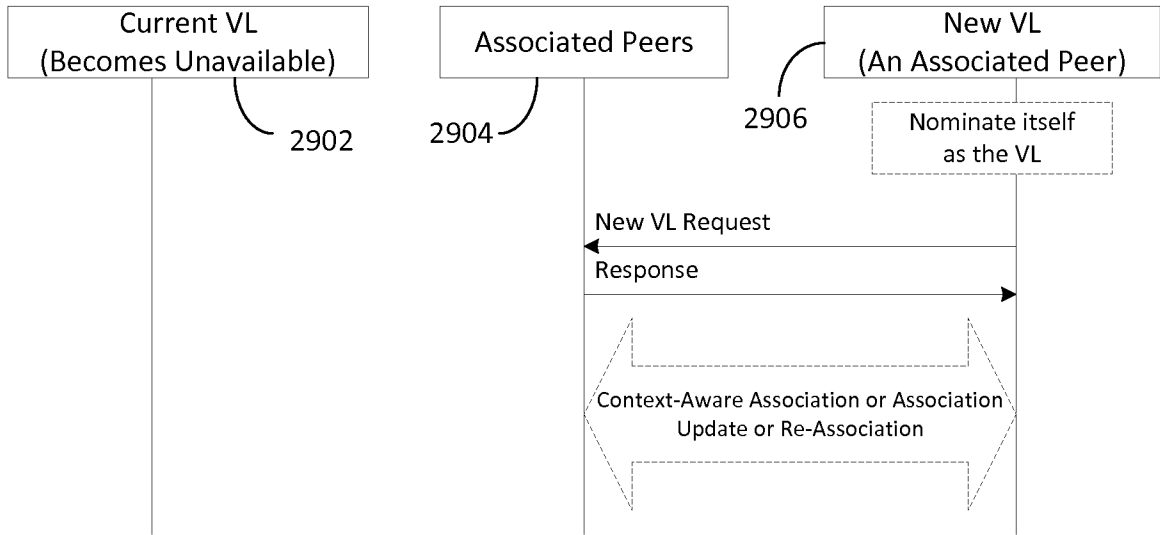 Current VL
(Becomes Unavailable)
Associated Peers
New VL
(An Associated Peer)
2902
2904
2906
Nominate itself
as the VL
New VL Request
Response
Context-Aware Association or Association
Update or Re-Association